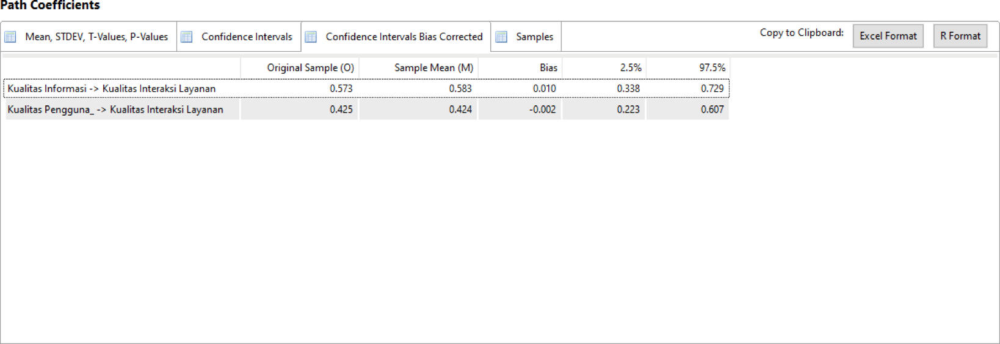 Path Coefficients
Mean, STDEV, T-Values, P-Values Confidence Intervals Confidence Intervals Bias Corrected Samples Copy to Clipboard: Excel Format R Format
Original Sample (O) Sample Mean (M) Bias 2.5% 97.5%
Kualitas Informasi -> Kualitas Interaksi Layanan 0.573 0.583 0.010 0.338 0.729
Kualitas Pengguna_ -> Kualitas Interaksi Layanan 0.425 0.424 -0.002 0.223 0.607